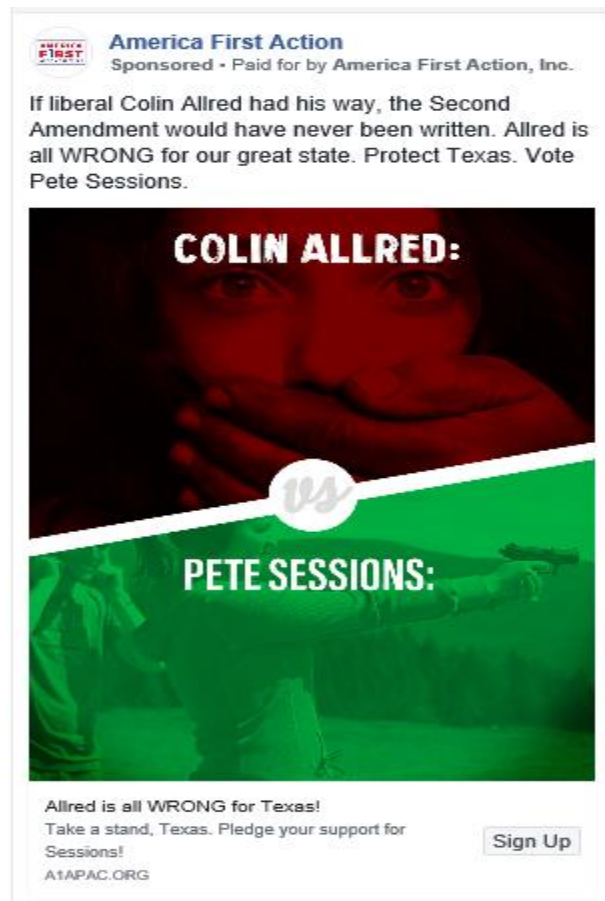 AMERICA
FIRST
America First Action
Sponsored • Paid for by America First Action, Inc.
If liberal Colin Allred had his way, the Second
Amendment would have never been written. Allred is
all WRONG for our great state. Protect Texas. Vote
Pete Sessions.
COLIN ALLRED:
vs
PETE SESSIONS:
Allred is all WRONG for Texas!
Take a stand, Texas. Pledge your support for
Sessions!
Sign Up
A1APAC.ORG